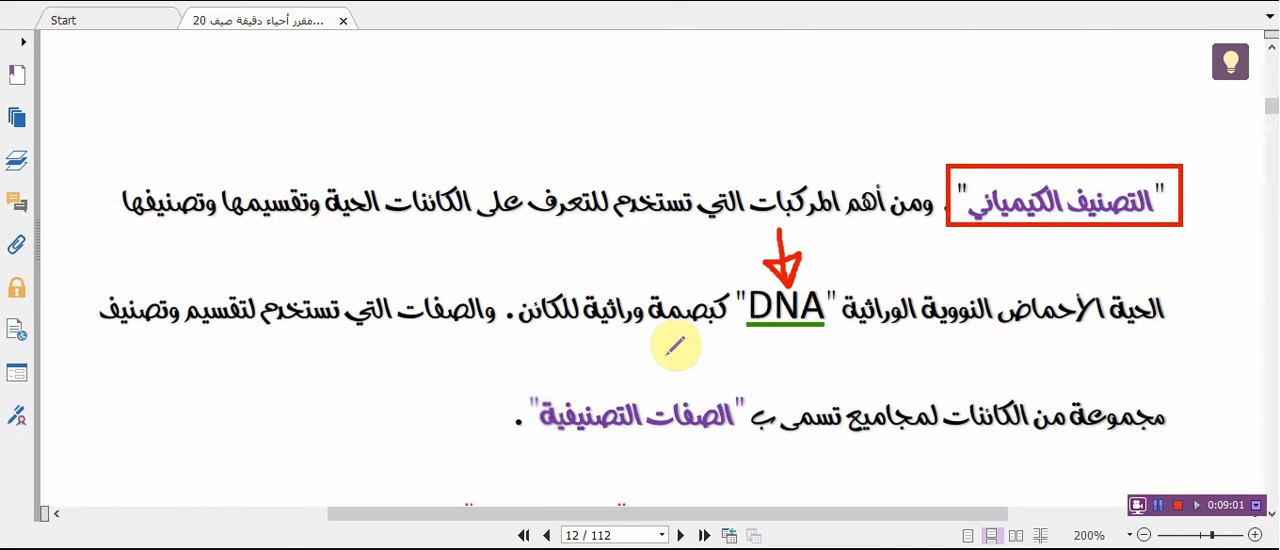 Start
مقرر أحياء دقيقة صيف 20...
"التصنيف الكيميائي" . ومن أهم المركبات التي تستخدم للتعرف على الكائنات الحية وتقسيمها وتصنيفها
الحية الأحماض النووية الوراثية "DNA" كبصمة وراثية للكائن . والصفات التي تستخدم لتقسيم وتصنيف
مجموعة من الكائنات لمجاميع تسمى ب "الصفات التصنيفية" .
0:09:01
12 / 112
200%